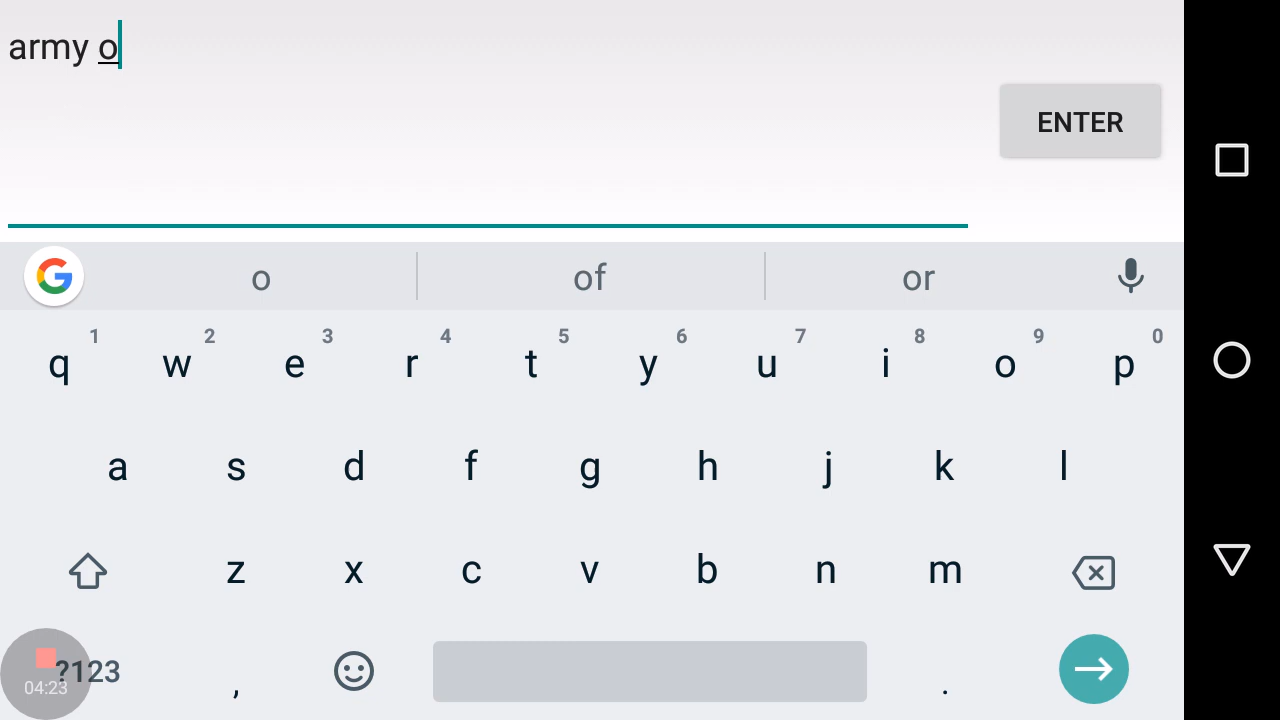 army o
ENTER
o of or
1 2 3 4 5 6 7 8 9 0
q w e r t y u i o p
a s d f g h j k l
z x c v b n m
?123 , .
04:23